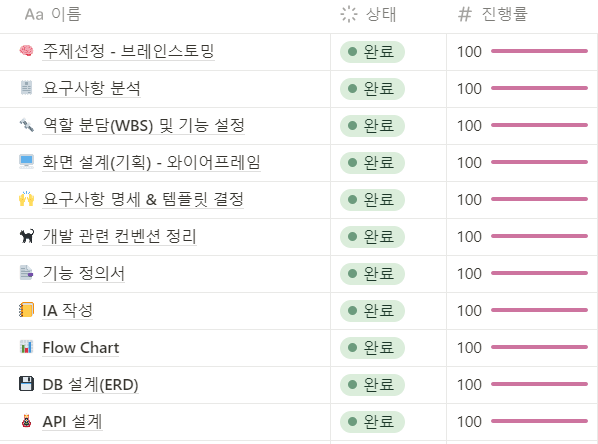 Aa 이름 상태 # 진행률
주제선정 - 브레인스토밍 완료 100
요구사항 분석 완료 100
역할 분담(WBS) 및 기능 설정 완료 100
화면 설계(기획) - 와이어프레임 완료 100
요구사항 명세 & 템플릿 결정 완료 100
개발 관련 컨벤션 정리 완료 100
기능 정의서 완료 100
IA 작성 완료 100
Flow Chart 완료 100
DB 설계(ERD) 완료 100
API 설계 완료 100